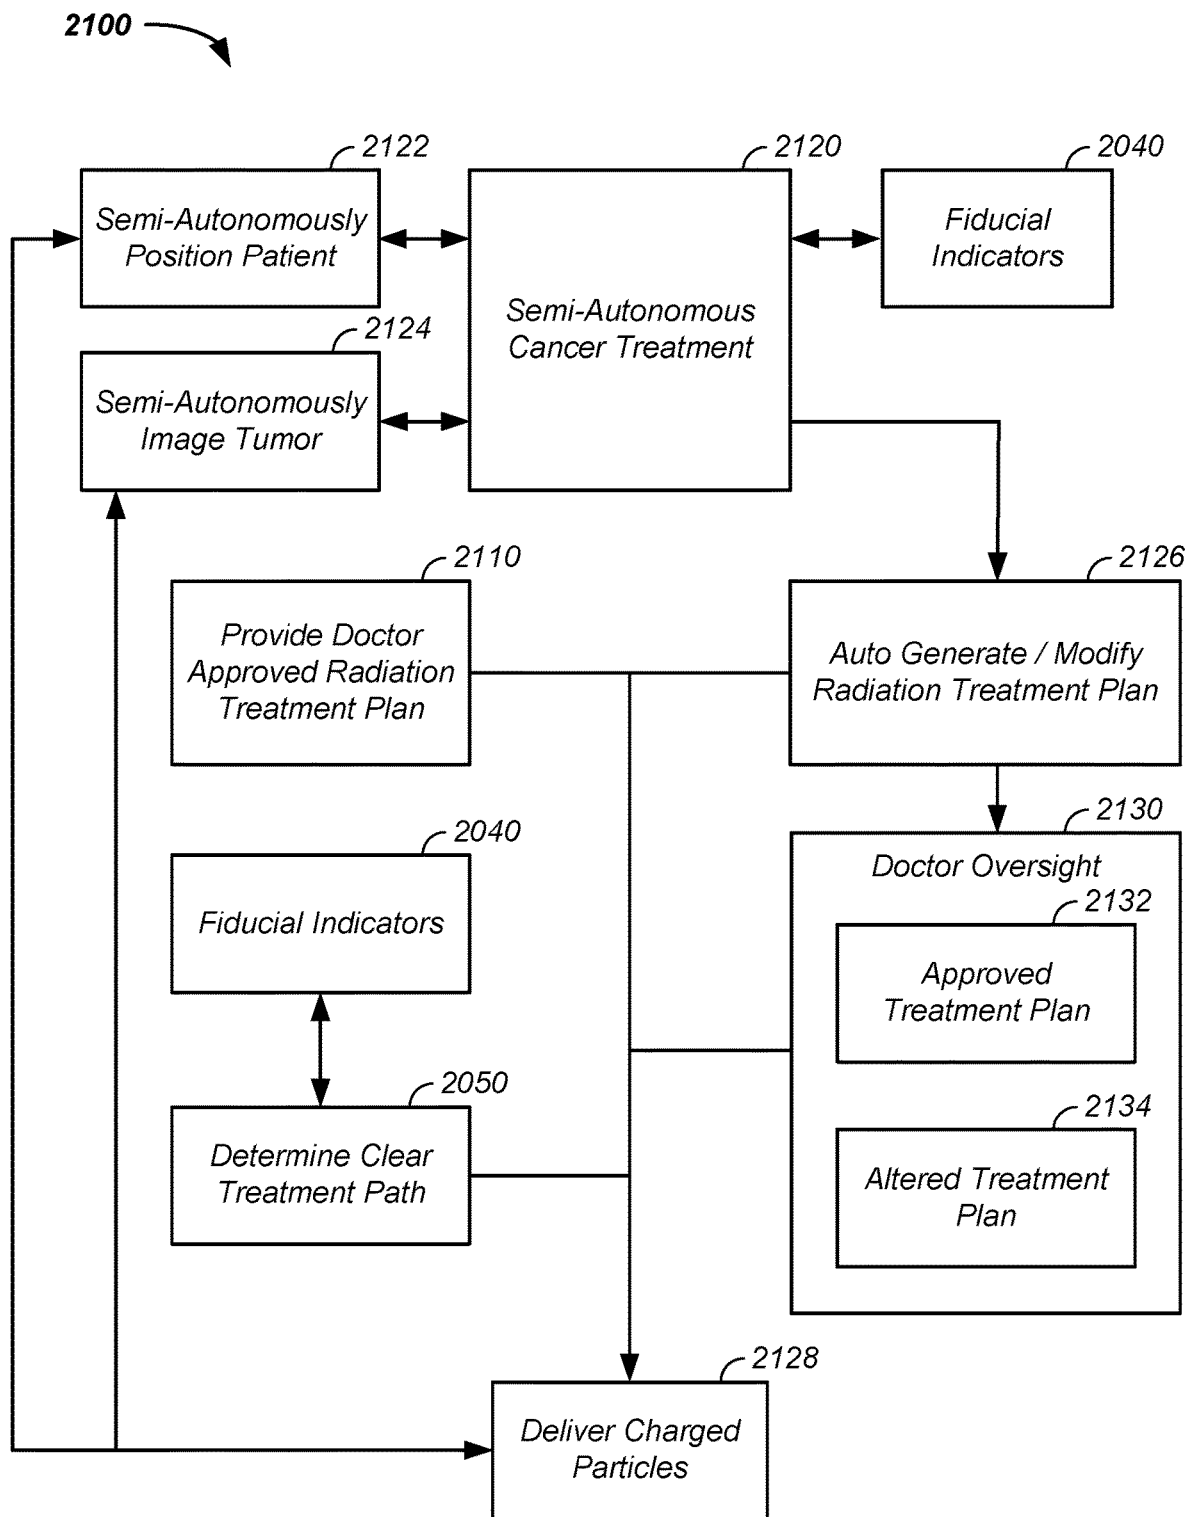 2100
2122
Semi-Autonomously
Position Patient
2120
Semi-Autonomous
Cancer Treatment
2040
Fiducial
Indicators
2124
Semi-Autonomously
Image Tumor
2110
Provide Doctor
Approved Radiation
Treatment Plan
2126
Auto Generate / Modify
Radiation Treatment Plan
2040
Fiducial Indicators
2130
Doctor Oversight
2132
Approved
Treatment Plan
2050
Determine Clear
Treatment Path
2134
Altered Treatment
Plan
2128
Deliver Charged
Particles